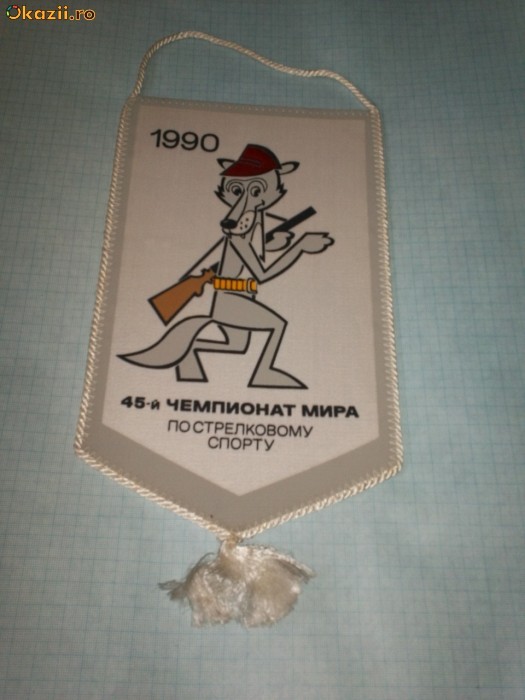 Okazii.ro
1990
45-й ЧЕМПИОНАТ МИРА
ПО СТРЕЛКОВОМУ
СПОРТУ